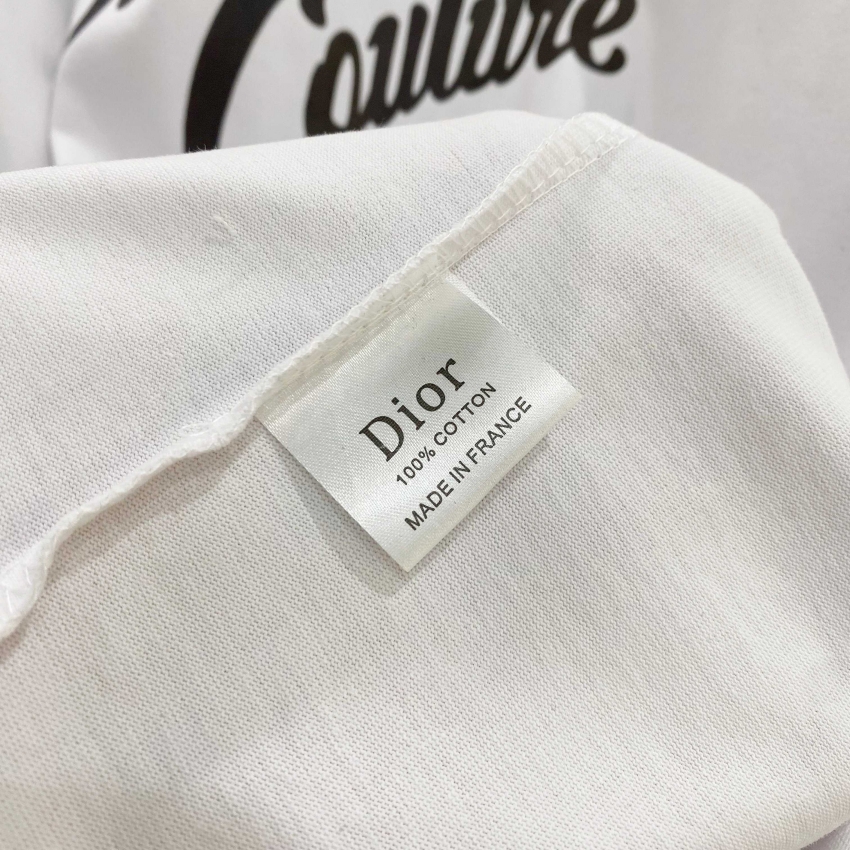 Couture
Dior
100% COTTON
MADE IN FRANCE